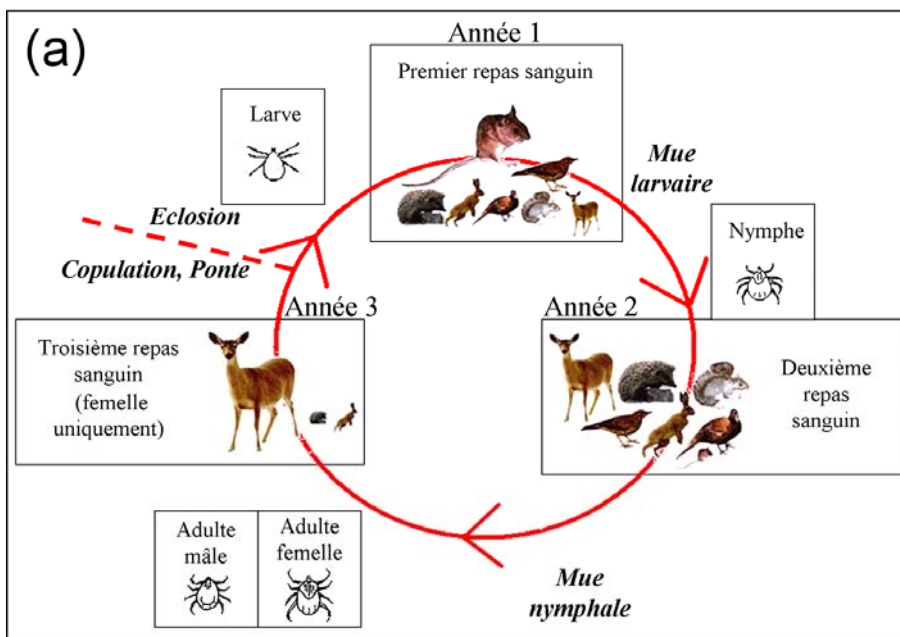 (a)
Année 1
Premier repas sanguin
Larve
Mue
larvaire
Eclosion
Copulation, Ponte
Nymphe
Année 3
Année 2
Troisième repas
sanguin
(femelle
uniquement)
Deuxième
repas
sanguin
Adulte
mâle
Adulte
femelle
Mue
nymphale